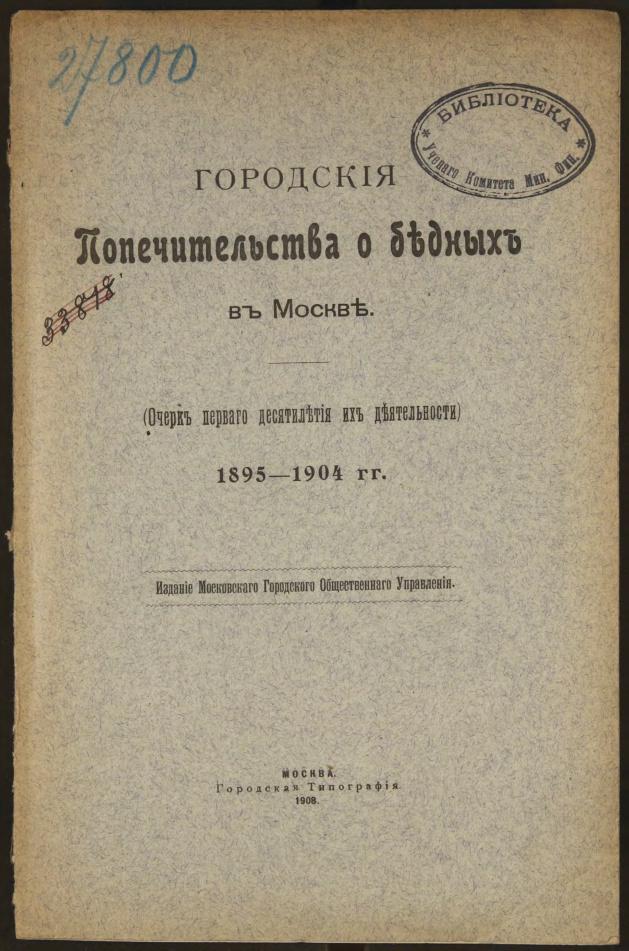 27800
БИБЛІОТЕКА
* Ученаго Комитета Мин. Фин. *
ГОРОДСКІЯ
Попечительства о бѣдныхъ
33818
въ Москвѣ.
(Очеркъ перваго десятилѣтія ихъ дѣятельности)
1895—1904 гг.
Изданіе Московскаго Городского Общественнаго Управленія.
МОСКВА.
Городская Типографія
1908.